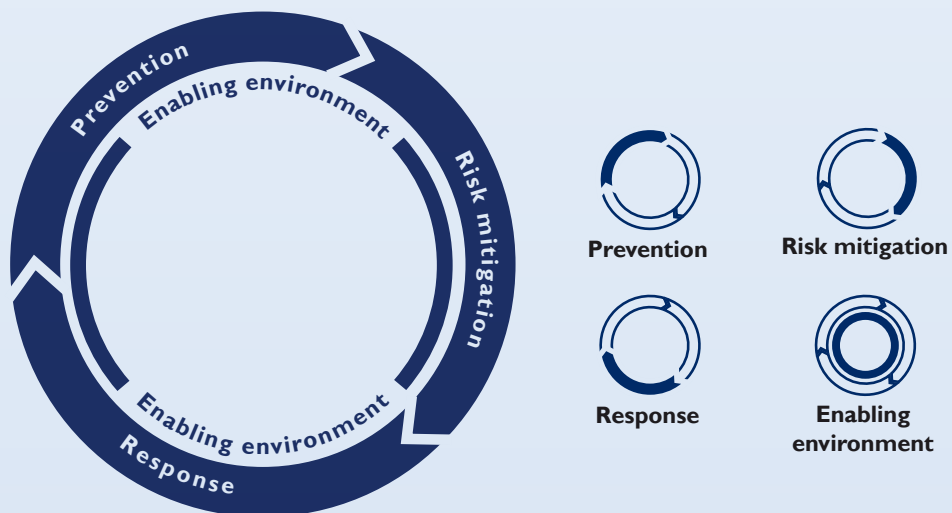 Prevention
Enabling environment
Risk mitigation
Enabling environment
Response
Prevention
Risk mitigation
Response
Enabling
environment